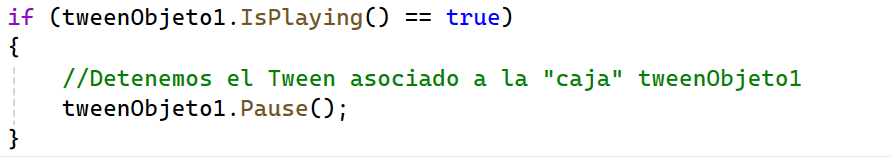 if (tweenObjeto1.IsPlaying() == true)
{
//Detenemos el Tween asociado a la "caja" tweenObjeto1
tweenObjeto1.Pause();
}